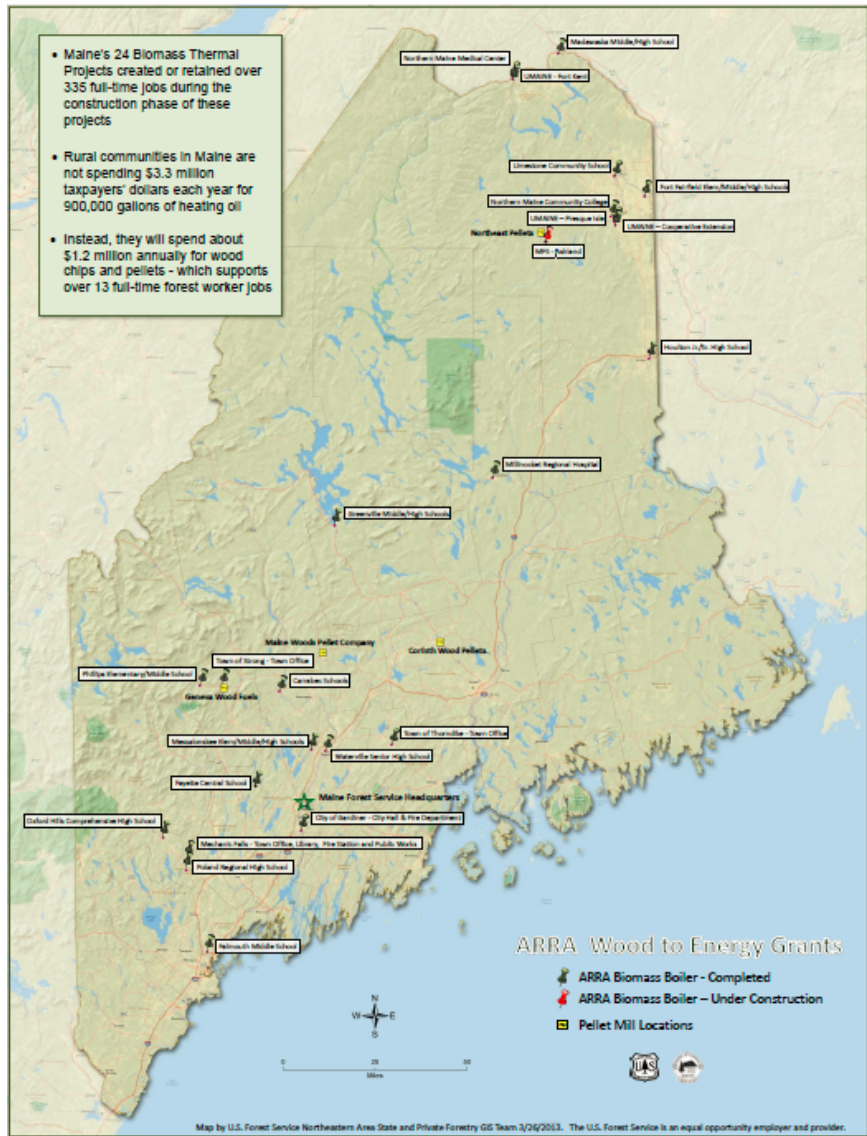 • Maine's 24 Biomass Thermal
Projects created or retained over
335 full-time jobs during the
construction phase of these
projects
• Rural communities in Maine are
not spending $3.3 million
taxpayers' dollars each year for
900,000 gallons of heating oil
• Instead, they will spend about
$1.2 million annually for wood
chips and pellets - which supports
over 13 full-time forest worker jobs
Madawaska Middle/High School
Northern Maine Medical Center
UMAINE - Fort Kent
Limestone Community School
Fort Fairfield Elem/Middle/High Schools
Northern Maine Community College
UMAINE – Presque Isle
UMAINE – Cooperative Extension
Northeast Pellets
Houlton Jr./Sr. High School
Millinocket Regional Hospital
Greenville Middle/High Schools
Maine Woods Pellet Company
Corinth Wood Pellets
Town of Strong - Town Office
Phillips Elementary/Middle School
Geneva Wood Fuels
Carrabec Schools
Town of Thorndike - Town Office
Messalonskee Elem/Middle/High Schools
Waterville Senior High School
Fayette Central School
Maine Forest Service Headquarters
City of Gardiner - City Hall & Fire Department
Oxford Hills Comprehensive High School
Mechanic Falls - Town Office, Library, Fire Station and Public Works
Poland Regional High School
Falmouth Middle School
ARRA Wood to Energy Grants
ARRA Biomass Boiler - Completed
ARRA Biomass Boiler – Under Construction
Pellet Mill Locations
N
W E
S
0 25 50
Miles
Map by U.S. Forest Service Northeastern Area State and Private Forestry GIS Team 3/26/2013. The U.S. Forest Service is an equal opportunity employer and provider.